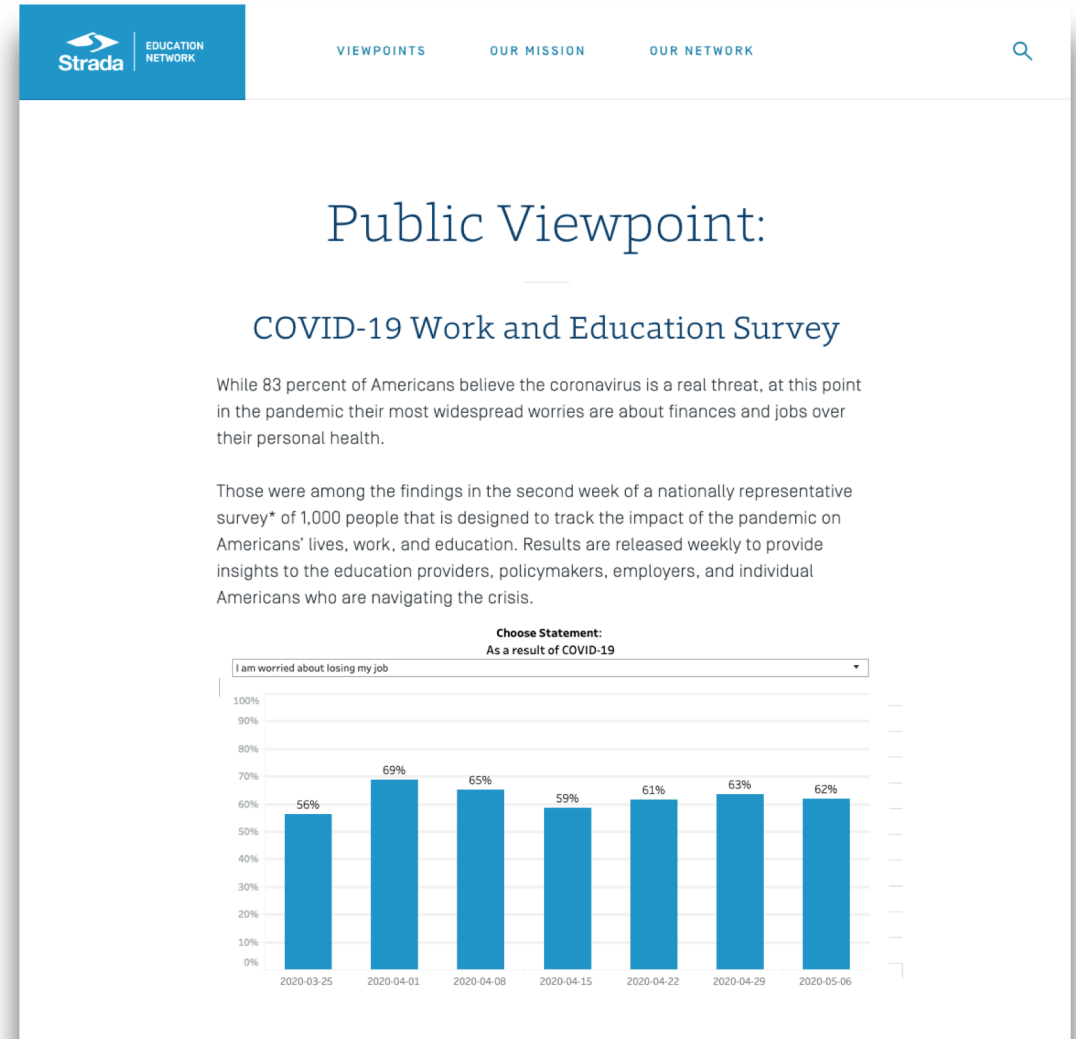 Strada
EDUCATION
NETWORK
VIEWPOINTS OUR MISSION OUR NETWORK
Public Viewpoint:
COVID-19 Work and Education Survey
While 83 percent of Americans believe the coronavirus is a real threat, at this point
in the pandemic their most widespread worries are about finances and jobs over
their personal health.
Those were among the findings in the second week of a nationally representative
survey* of 1,000 people that is designed to track the impact of the pandemic on
Americans' lives, work, and education. Results are released weekly to provide
insights to the education providers, policymakers, employers, and individual
Americans who are navigating the crisis.
Choose Statement:
As a result of COVID-19
I am worried about losing my job
100%
90%
80%
70%
60%
50%
40%
30%
20%
10%
0%
56% 69% 65% 59% 61% 63% 62%
2020-03-25 2020-04-01 2020-04-08 2020-04-15 2020-04-22 2020-04-29 2020-05-06